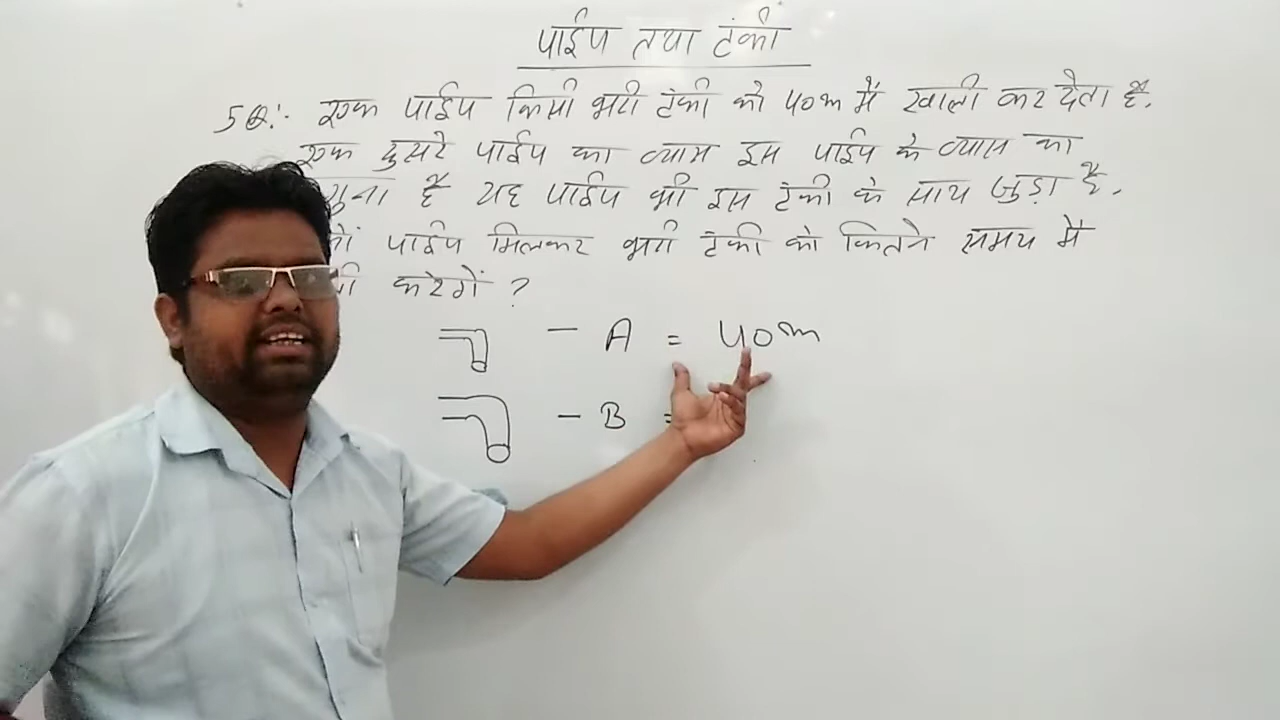 पाईप तथा टंकी
5Q:- एक पाईप किसी भरी टंकी को 40m में खाली कर देता है.
एक दुसरे पाईप का व्यास इस पाईप के व्यास का
गुना है यह पाईप भी इस टंकी के साथ जुड़ा है.
पाईप मिलकर भरी टंकी को कितने समय में
करेगें ?
- A = 40m
- B =